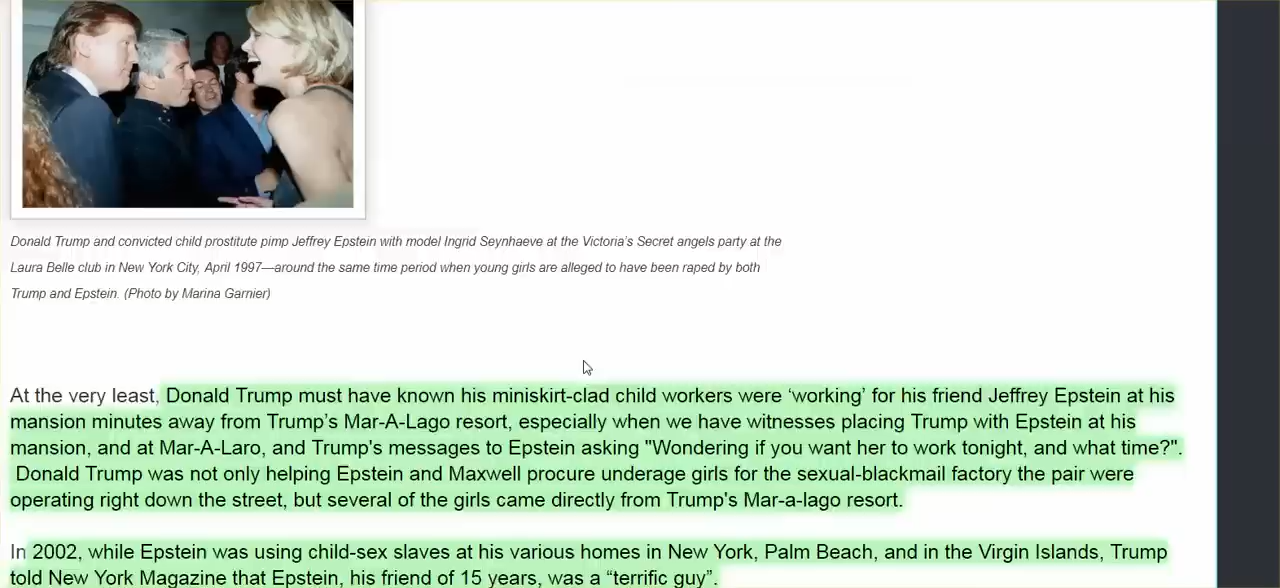 Donald Trump and convicted child prostitute pimp Jeffrey Epstein with model Ingrid Seynhaeve at the Victoria's Secret angels party at the
Laura Belle club in New York City, April 1997—around the same time period when young girls are alleged to have been raped by both
Trump and Epstein. (Photo by Marina Garnier)
At the very least, Donald Trump must have known his miniskirt-clad child workers were ‘working’ for his friend Jeffrey Epstein at his
mansion minutes away from Trump’s Mar-A-Lago resort, especially when we have witnesses placing Trump with Epstein at his
mansion, and at Mar-A-Laro, and Trump's messages to Epstein asking "Wondering if you want her to work tonight, and what time?".
Donald Trump was not only helping Epstein and Maxwell procure underage girls for the sexual-blackmail factory the pair were
operating right down the street, but several of the girls came directly from Trump's Mar-a-lago resort.
In 2002, while Epstein was using child-sex slaves at his various homes in New York, Palm Beach, and in the Virgin Islands, Trump
told New York Magazine that Epstein, his friend of 15 years, was a “terrific guy”.